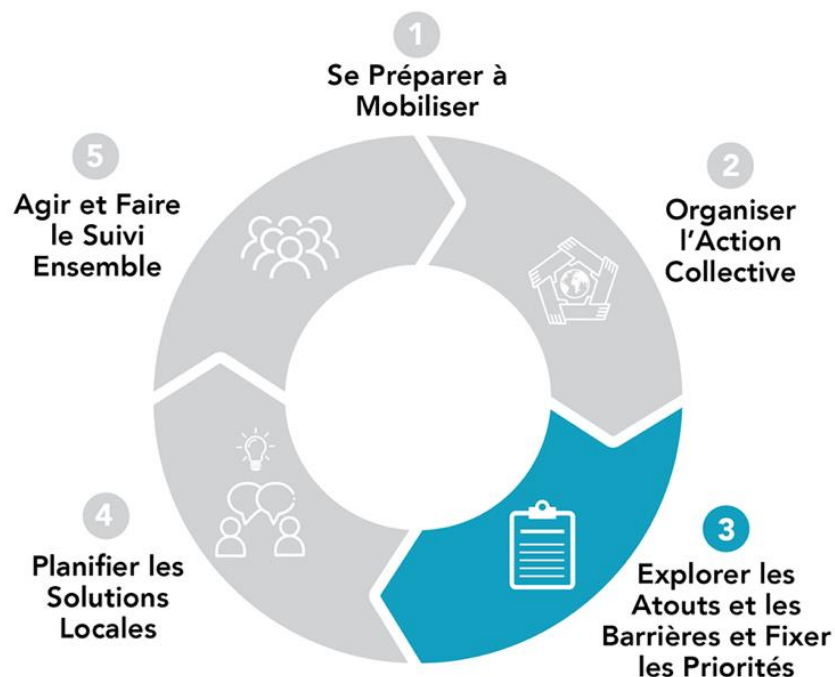 1
Se Préparer à
Mobiliser
2
Organiser
l’Action
Collective
3
Explorer les
Atouts et les
Barrières et Fixer
les Priorités
4
Planifier les
Solutions
Locales
5
Agir et Faire
le Suivi
Ensemble